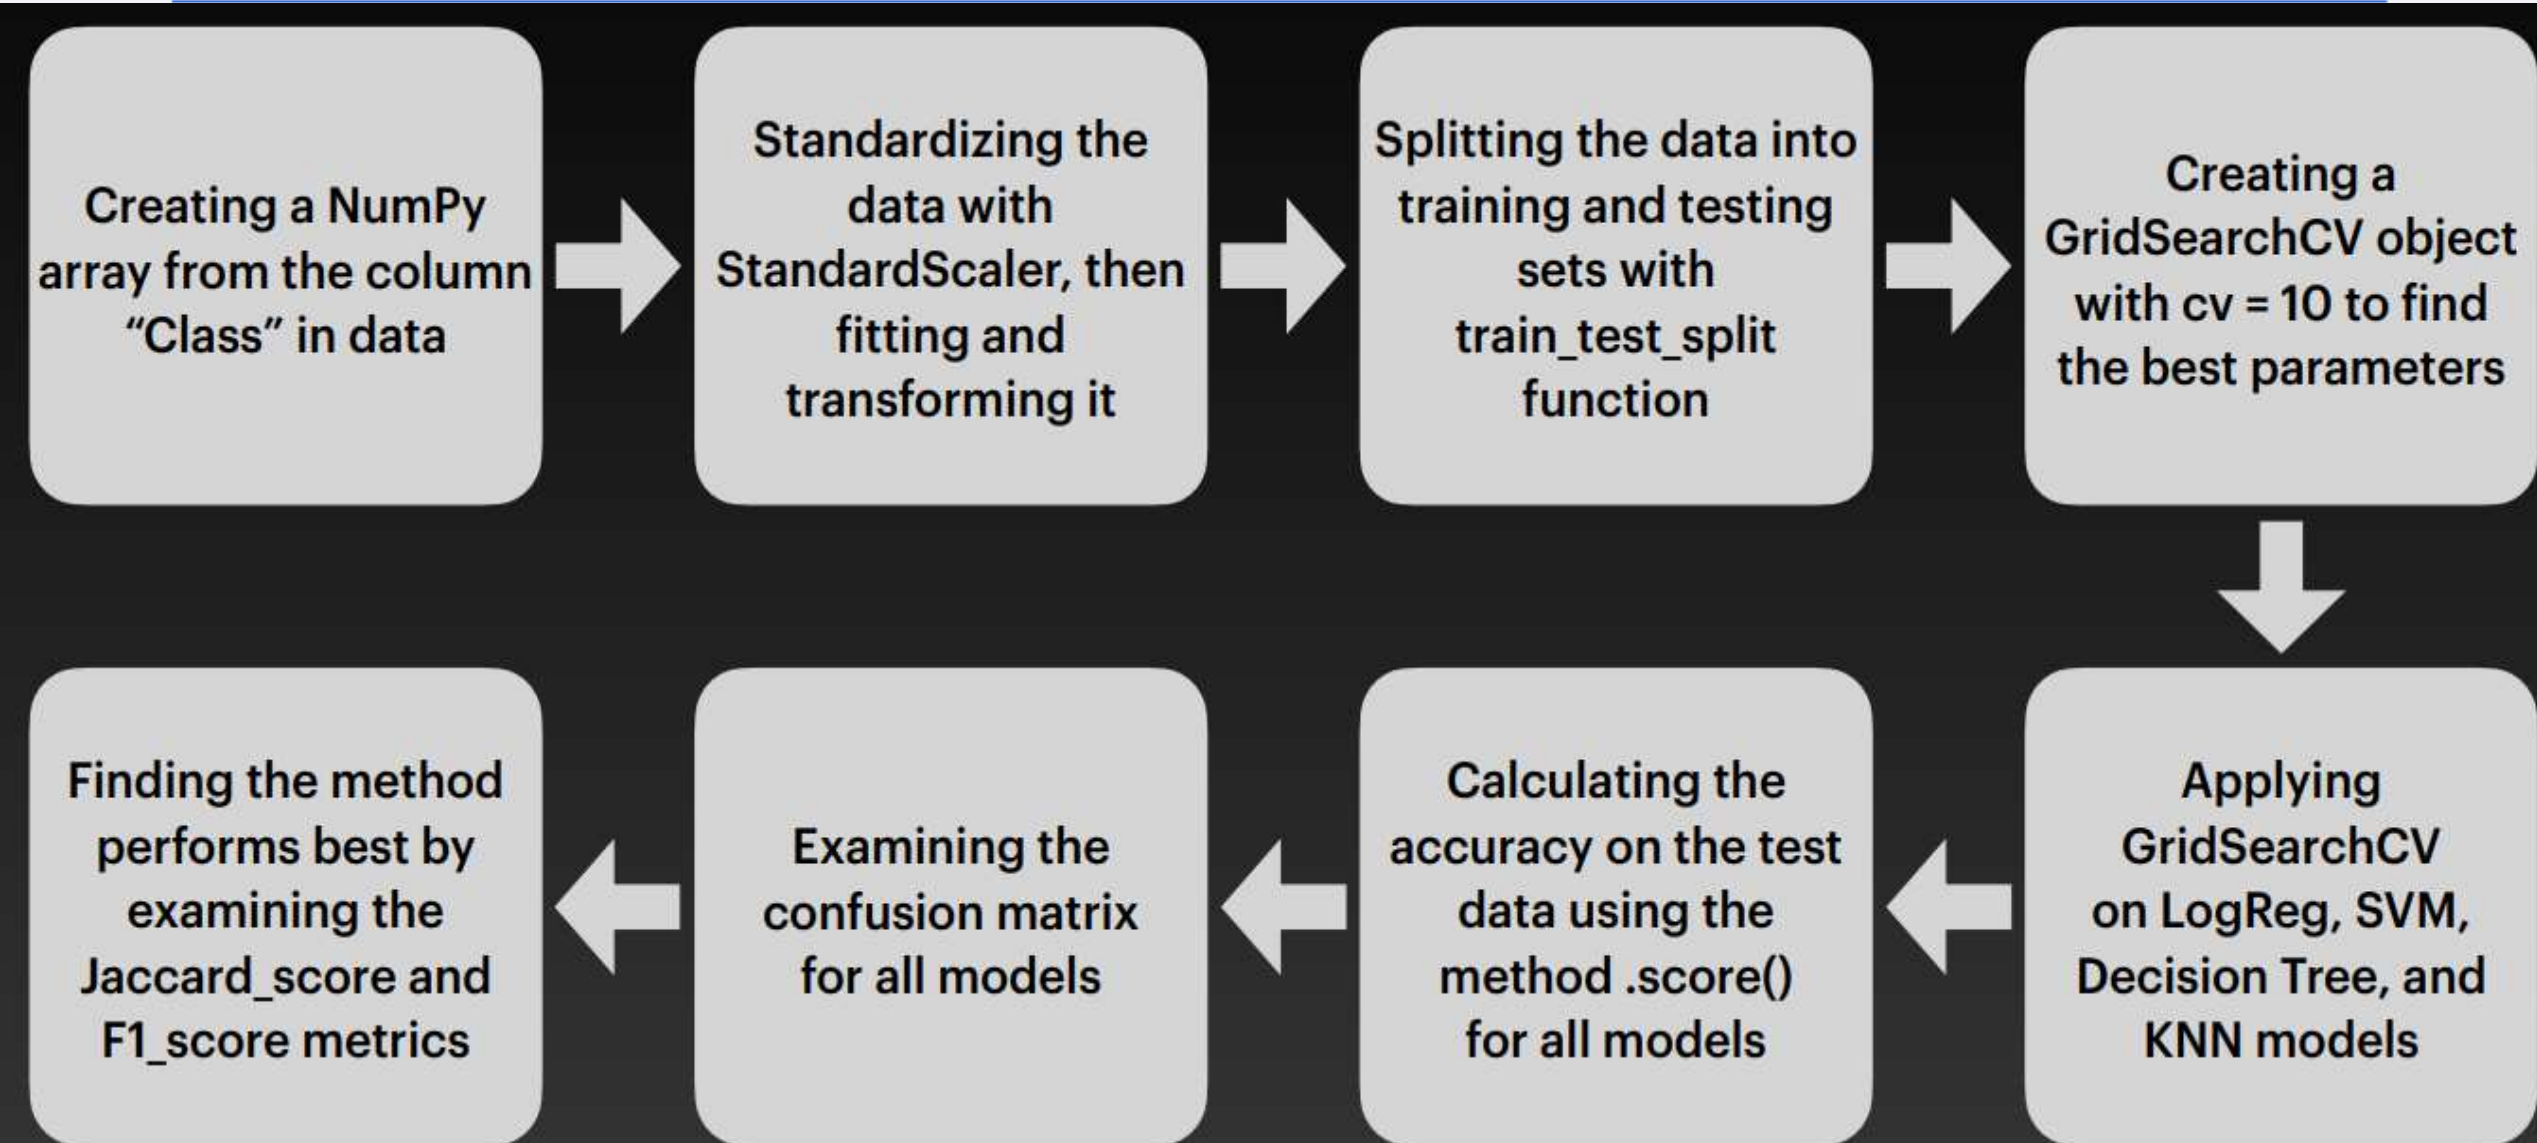 Creating a NumPy
array from the column
“Class” in data
Standardizing the
data with
StandardScaler, then
fitting and
transforming it
Splitting the data into
training and testing
sets with
train_test_split
function
Creating a
GridSearchCV object
with cv = 10 to find
the best parameters
Applying
GridSearchCV
on LogReg, SVM,
Decision Tree, and
KNN models
Calculating the
accuracy on the test
data using the
method .score()
for all models
Examining the
confusion matrix
for all models
Finding the method
performs best by
examining the
Jaccard_score and
F1_score metrics